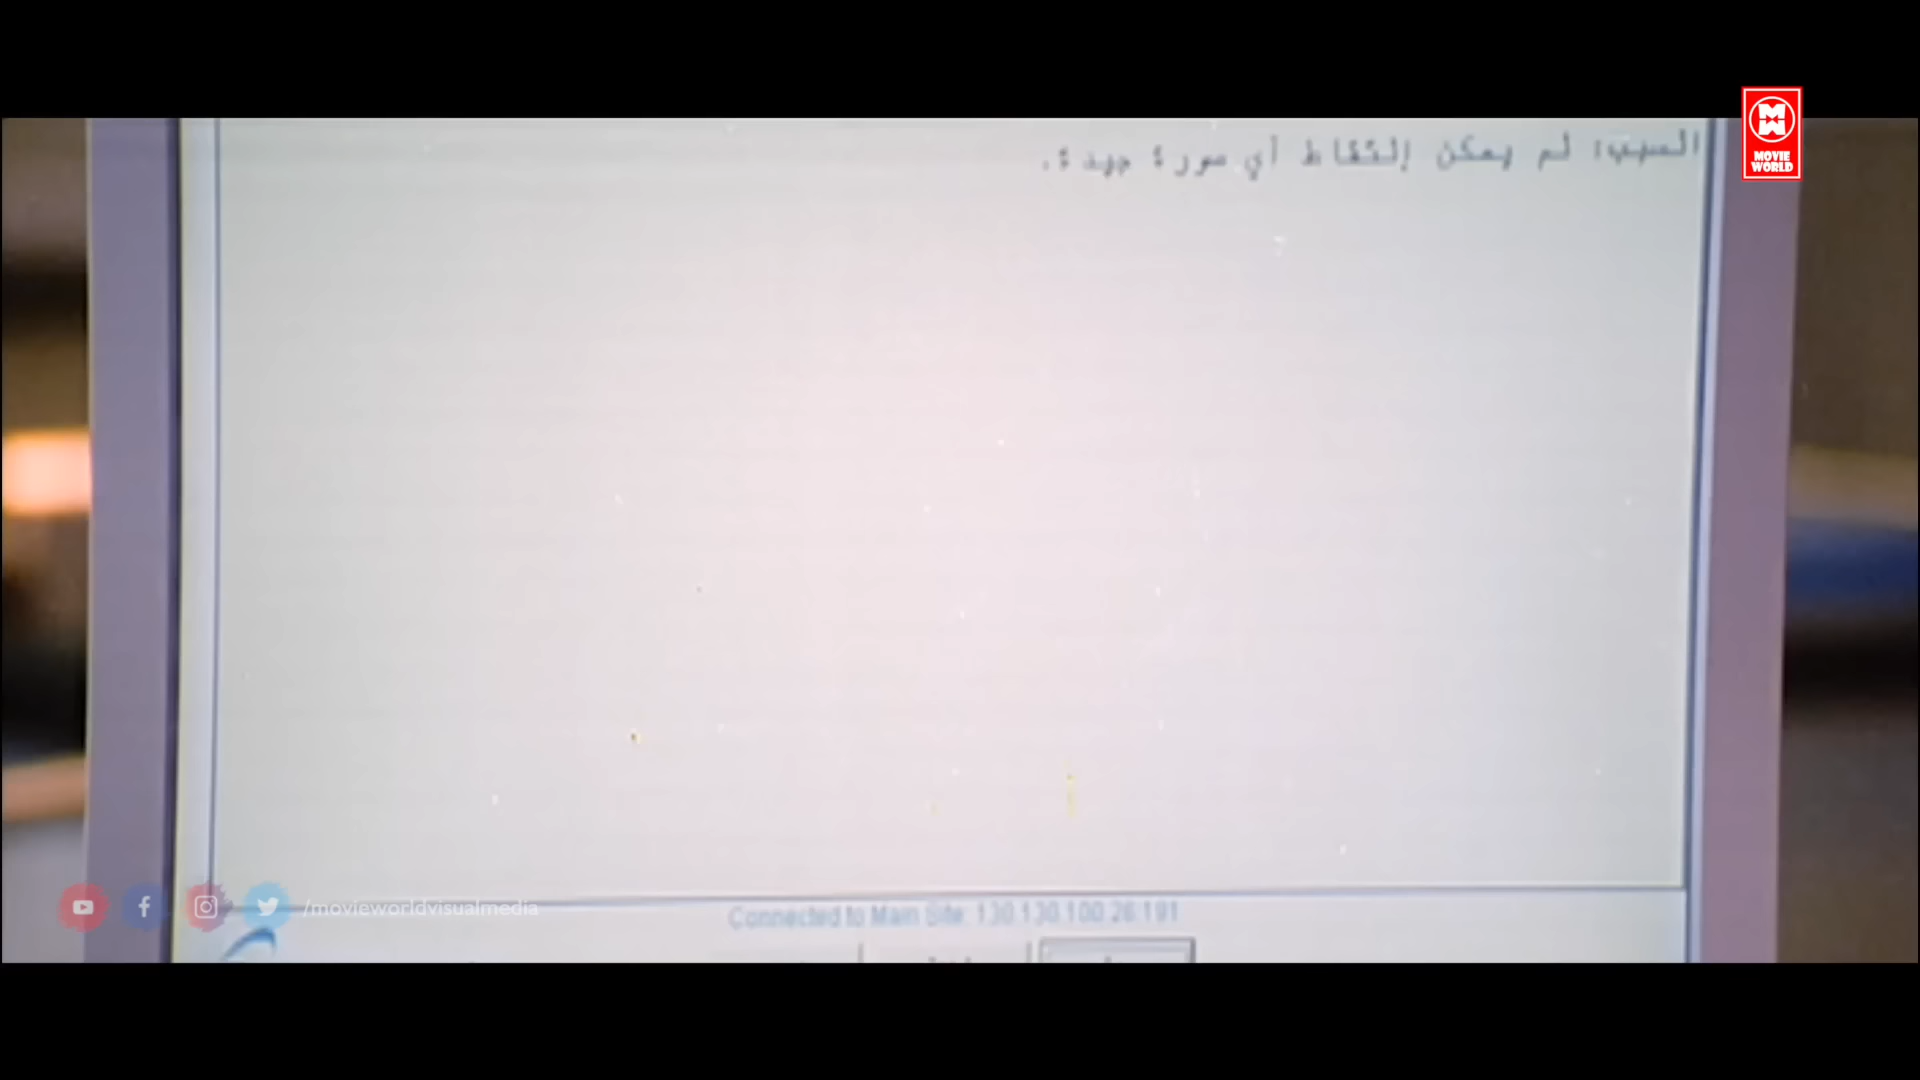 MOVIE
WORLD
السبب: لم يمكن إلتقاط أي صورة جيدة.
/movieworldvisualmedia
Connected to Main Site: 130.130.100.26:191